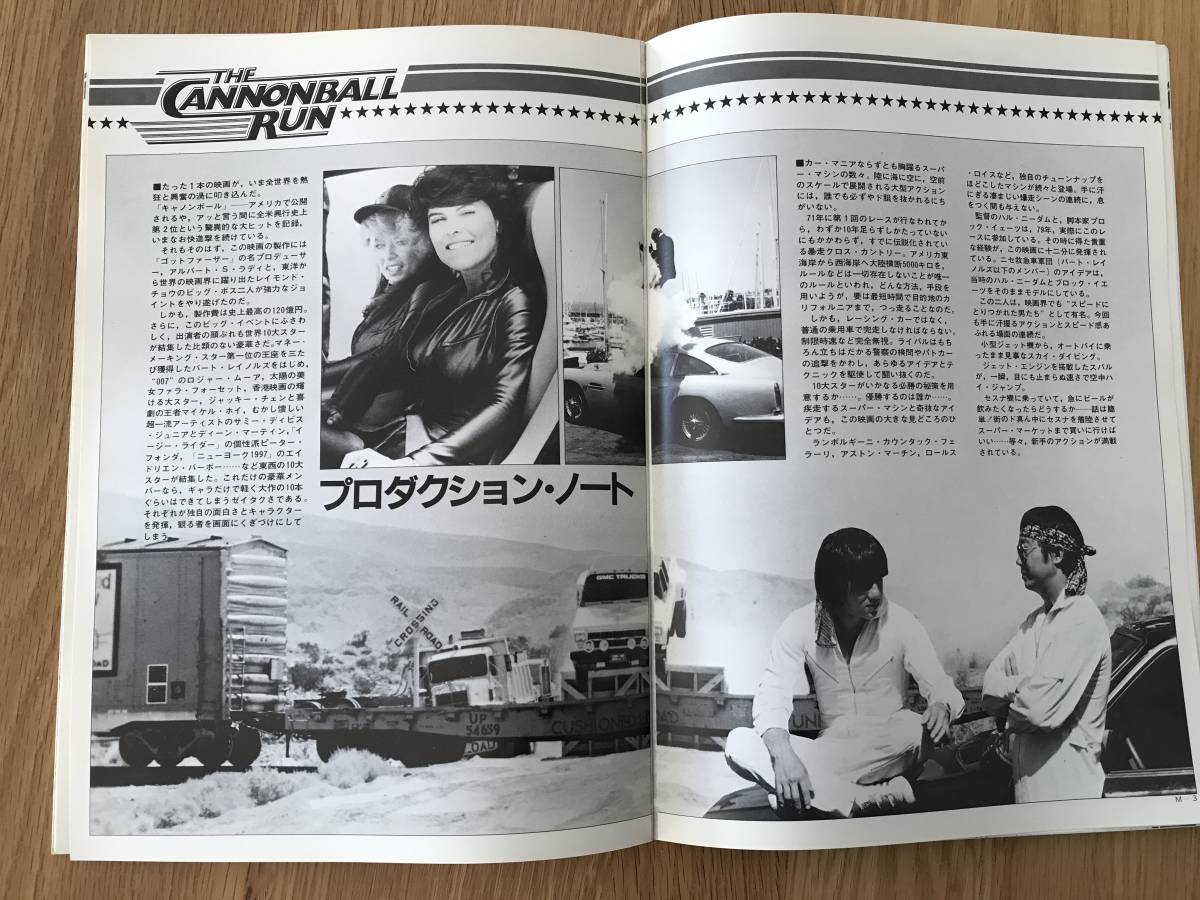 THE
CANNONBALL
RUN
■たった1本の映画が,いま全世界を熱
狂と興奮の渦に叩き込んだ。
「キャノンボール」——アメリカで公開
されるや,アッと言う間に全米興行史上
第2位という驚異的な大ヒットを記録。
いまなお快進撃を続けている。
それもそのはず,この映画の製作には
「ゴットファーザー」の名プロデューサ
ー,アルバート・S・ラディと,東洋か
ら世界の映画界に躍り出たレイモンド・
チョウのビッグ・ボス二人が強力なジョ
イントをやり遂げたのだ。
しかも,製作費は史上最高の120億円。
さらに,このビッグ・イベントにふさわ
しく,出演者の顔ぶれも世界10大スター
が結集した比類のない豪華さだ。マネー
メーキング・スター第一位の王座を三た
び獲得したバート・レイノルズをはじめ,
"007"のロジャー・ムーア,太陽の美
女ファラ・フォーセット,香港映画の輝
ける大スター,ジャッキー・チェンと喜
劇の王者マイケル・ホイ,むかし懐しい
超一流アーティストのサミー・ディビス
・ジュニアとディーン・マーティン,「イ
ージー・ライダー」の個性派ピーター・
フォンダ,「ニューヨーク1997」のエイ
ドリエン・バーボー……など東西の10大
スターが結集した。これだけの豪華メン
バーなら,ギャラだけで軽く大作の10本
ぐらいはできてしまうゼイタクさである。
それぞれが独自の面白さとキャラクター
を発揮,観る者を画面にくぎづけにして
しまう。
プロダクション・ノート
■カー・マニアならずとも胸躍るスーパ
ー・マシンの数々。陸に海に空に,空前
のスケールで展開される大型アクション
には,誰でも必ずやド胆を抜かれるにち
がいない。
71年に第1回のレースが行なわれてか
ら,わずか10年足らずしかたっていない
にもかかわらず,すでに伝説化されてい
る暴走クロス・カントリー。アメリカ東
海岸から西海岸へ大陸横断5000キロを,
ルールなどは一切存在しないことが唯一
のルールといわれ,どんな方法,手段を
用いようが,要は最短時間で目的地のカ
リフォルニアまで,つっ走ることなのだ。
しかも,レーシング・カーではなく,
普通の乗用車で完走しなければならない。
制限時速など完全無視。ライバルはもち
ろん立ちはだかる警察の検問やパトカー
の追撃をかわし,あらゆるアイデアとテ
クニックを駆使して闘い抜くのだ。
10大スターがいかなる必勝の秘策を用
意するか……。優勝するのは誰か……。
疾走するスーパー・マシンと奇抜なアイ
デアも,この映画の大きな見どころのひ
とつだ。
ランボルギーニ・カウンタック・フェ
ラーリ,アストン・マーチン,ロールス
・ロイスなど,独自のチューンナップを
ほどこしたマシンが続々と登場。手に汗
にぎる凄まじい爆走シーンの連続に,息
をつく間も与えない。
監督のハル・ニーダムと,脚本家ブロ
ック・イェーツは,79年,実際にこのレ
ースに参加している。その時に得た貴重
な経験が,この映画に十二分に発揮され
ている。ニセ救急車軍団(バート・レイ
ノルズ以下のメンバー)のアイデアは,
当時のハル・ニーダムとブロック・イエ
ーツをそのままモデルにしている。
この二人は,映画界でも"スピードに
とりつかれた男たち"として有名。今回
も手に汗握るアクションとスピード感あ
ふれる場面の連続だ。
小型ジェット機から,オートバイに乗
ったまま見事なスカイ・ダイビング。
ジェット・エンジンを搭載したスバル
が,一瞬,目にも止まらぬ速さで空中ハ
イ・ジャンプ。
セスナ機に乗っていて,急にビールが
飲みたくなったらどうするか——話は簡
単!街のド真ん中にセスナを着陸させて
スーパー・マーケットまで買いに行けば
いい……等々,新手のアクションが満載
されている。
RAIL ROAD
CROSSING
GMC TRUCKS
UP
54659
CUSHIONED LOAD
M-3